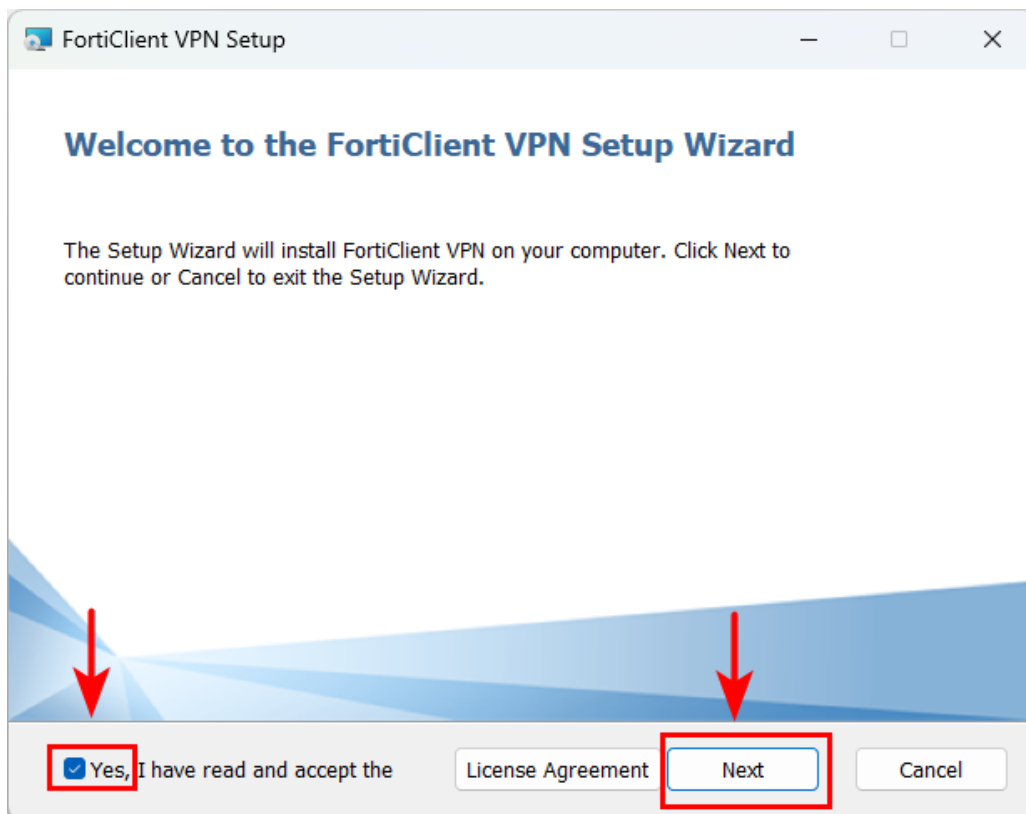 FortiClient VPN Setup
Welcome to the FortiClient VPN Setup Wizard
The Setup Wizard will install FortiClient VPN on your computer. Click Next to
continue or Cancel to exit the Setup Wizard.
Yes, I have read and accept the License Agreement Next Cancel